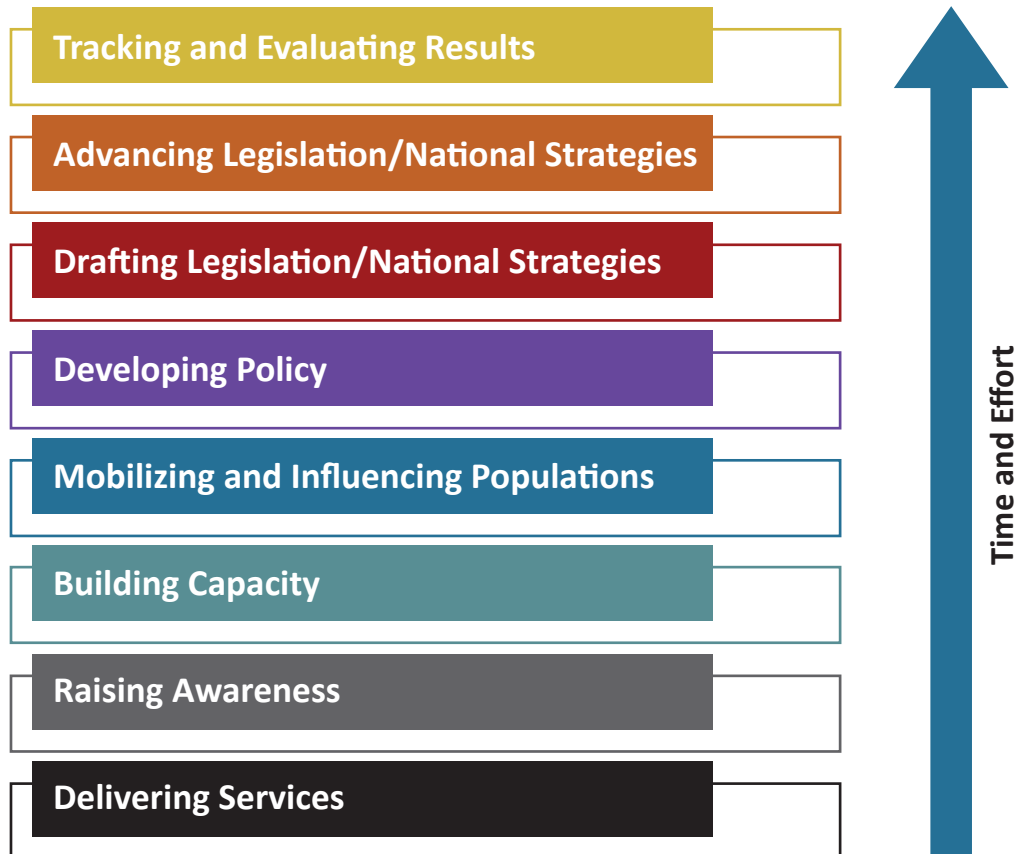 Tracking and Evaluating Results
Advancing Legislation/National Strategies
Drafting Legislation/National Strategies
Developing Policy
Mobilizing and Influencing Populations
Building Capacity
Raising Awareness
Delivering Services
Time and Effort